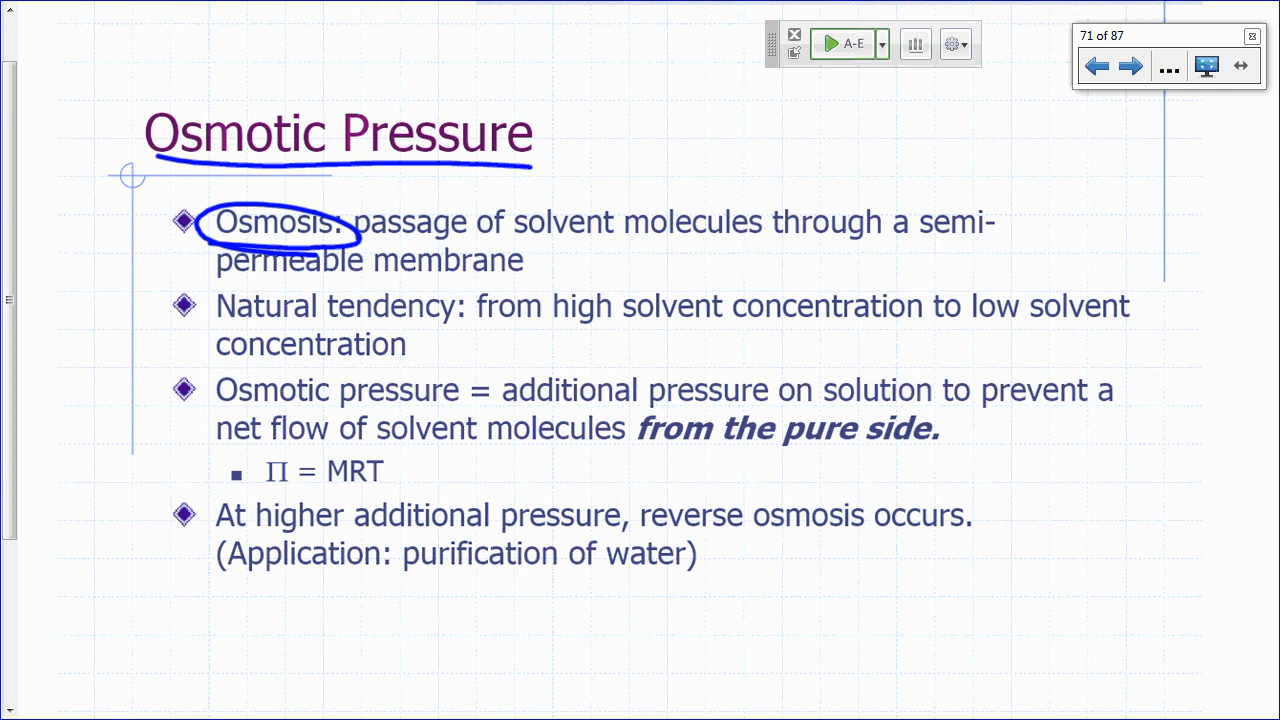 A-E
71 of 87
...
Osmotic Pressure
Osmosis: passage of solvent molecules through a semi-
permeable membrane
Natural tendency: from high solvent concentration to low solvent
concentration
Osmotic pressure = additional pressure on solution to prevent a
net flow of solvent molecules from the pure side.
Π = MRT
At higher additional pressure, reverse osmosis occurs.
(Application: purification of water)